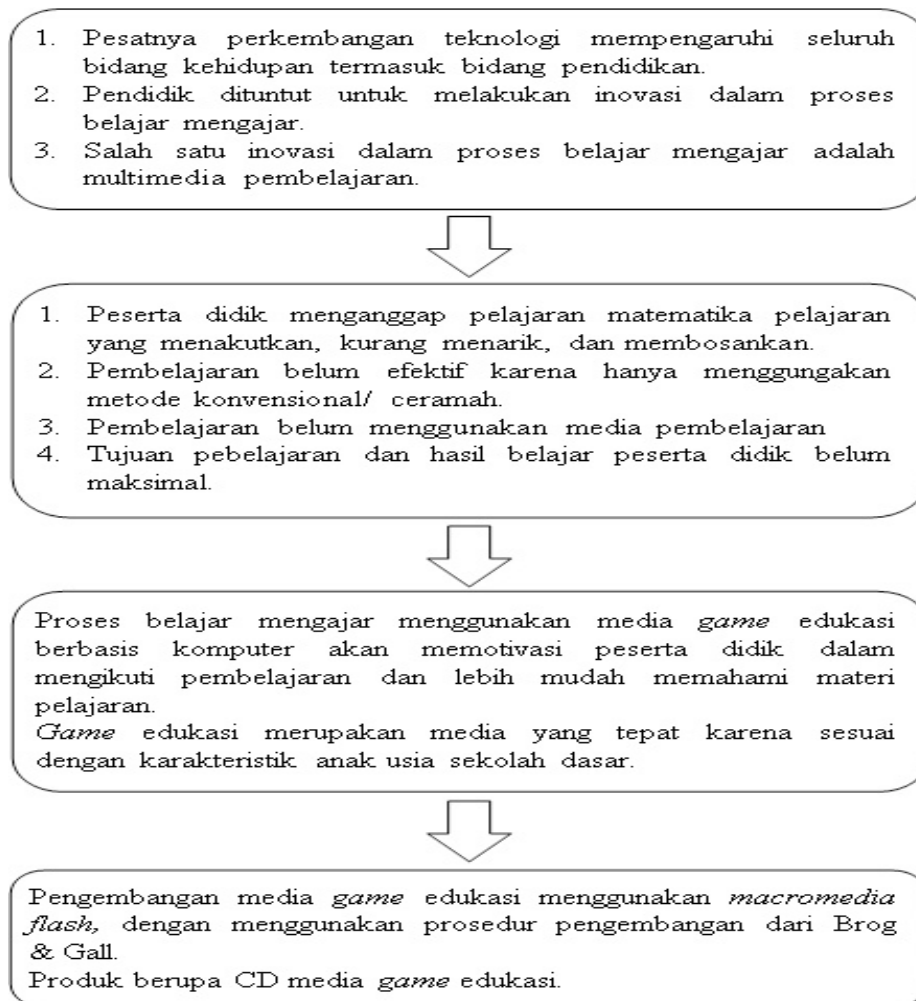 1. Pesatnya perkembangan teknologi mempengaruhi seluruh
bidang kehidupan termasuk bidang pendidikan.
2. Pendidik dituntut untuk melakukan inovasi dalam proses
belajar mengajar.
3. Salah satu inovasi dalam proses belajar mengajar adalah
multimedia pembelajaran.
1. Peserta didik menganggap pelajaran matematika pelajaran
yang menakutkan, kurang menarik, dan membosankan.
2. Pembelajaran belum efektif karena hanya menggungakan
metode konvensional/ ceramah.
3. Pembelajaran belum menggunakan media pembelajaran
4. Tujuan pebelajaran dan hasil belajar peserta didik belum
maksimal.
Proses belajar mengajar menggunakan media game edukasi
berbasis komputer akan memotivasi peserta didik dalam
mengikuti pembelajaran dan lebih mudah memahami materi
pelajaran.
Game edukasi merupakan media yang tepat karena sesuai
dengan karakteristik anak usia sekolah dasar.
Pengembangan media game edukasi menggunakan macromedia
flash, dengan menggunakan prosedur pengembangan dari Brog
& Gall.
Produk berupa CD media game edukasi.